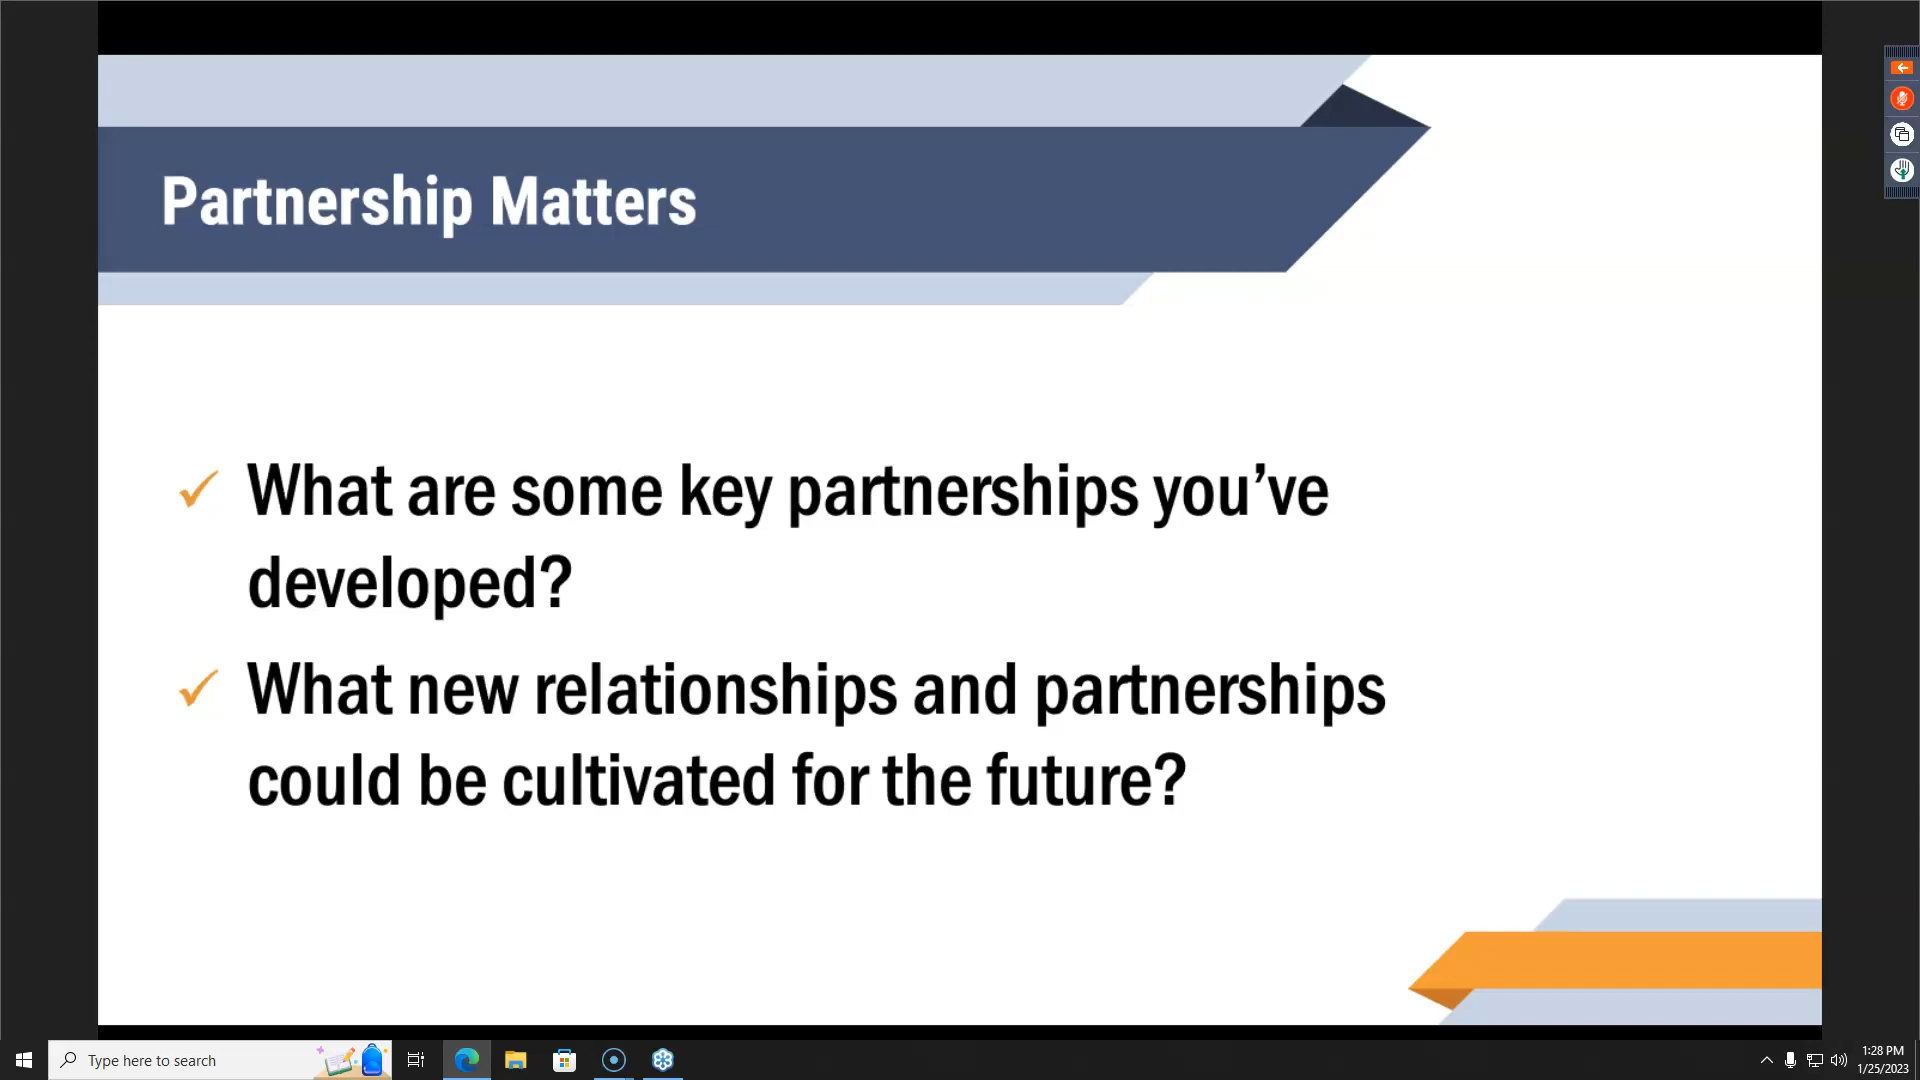 Partnership Matters
What are some key partnerships you’ve
developed?
What new relationships and partnerships
could be cultivated for the future?
Type here to search
1:28 PM
1/25/2023